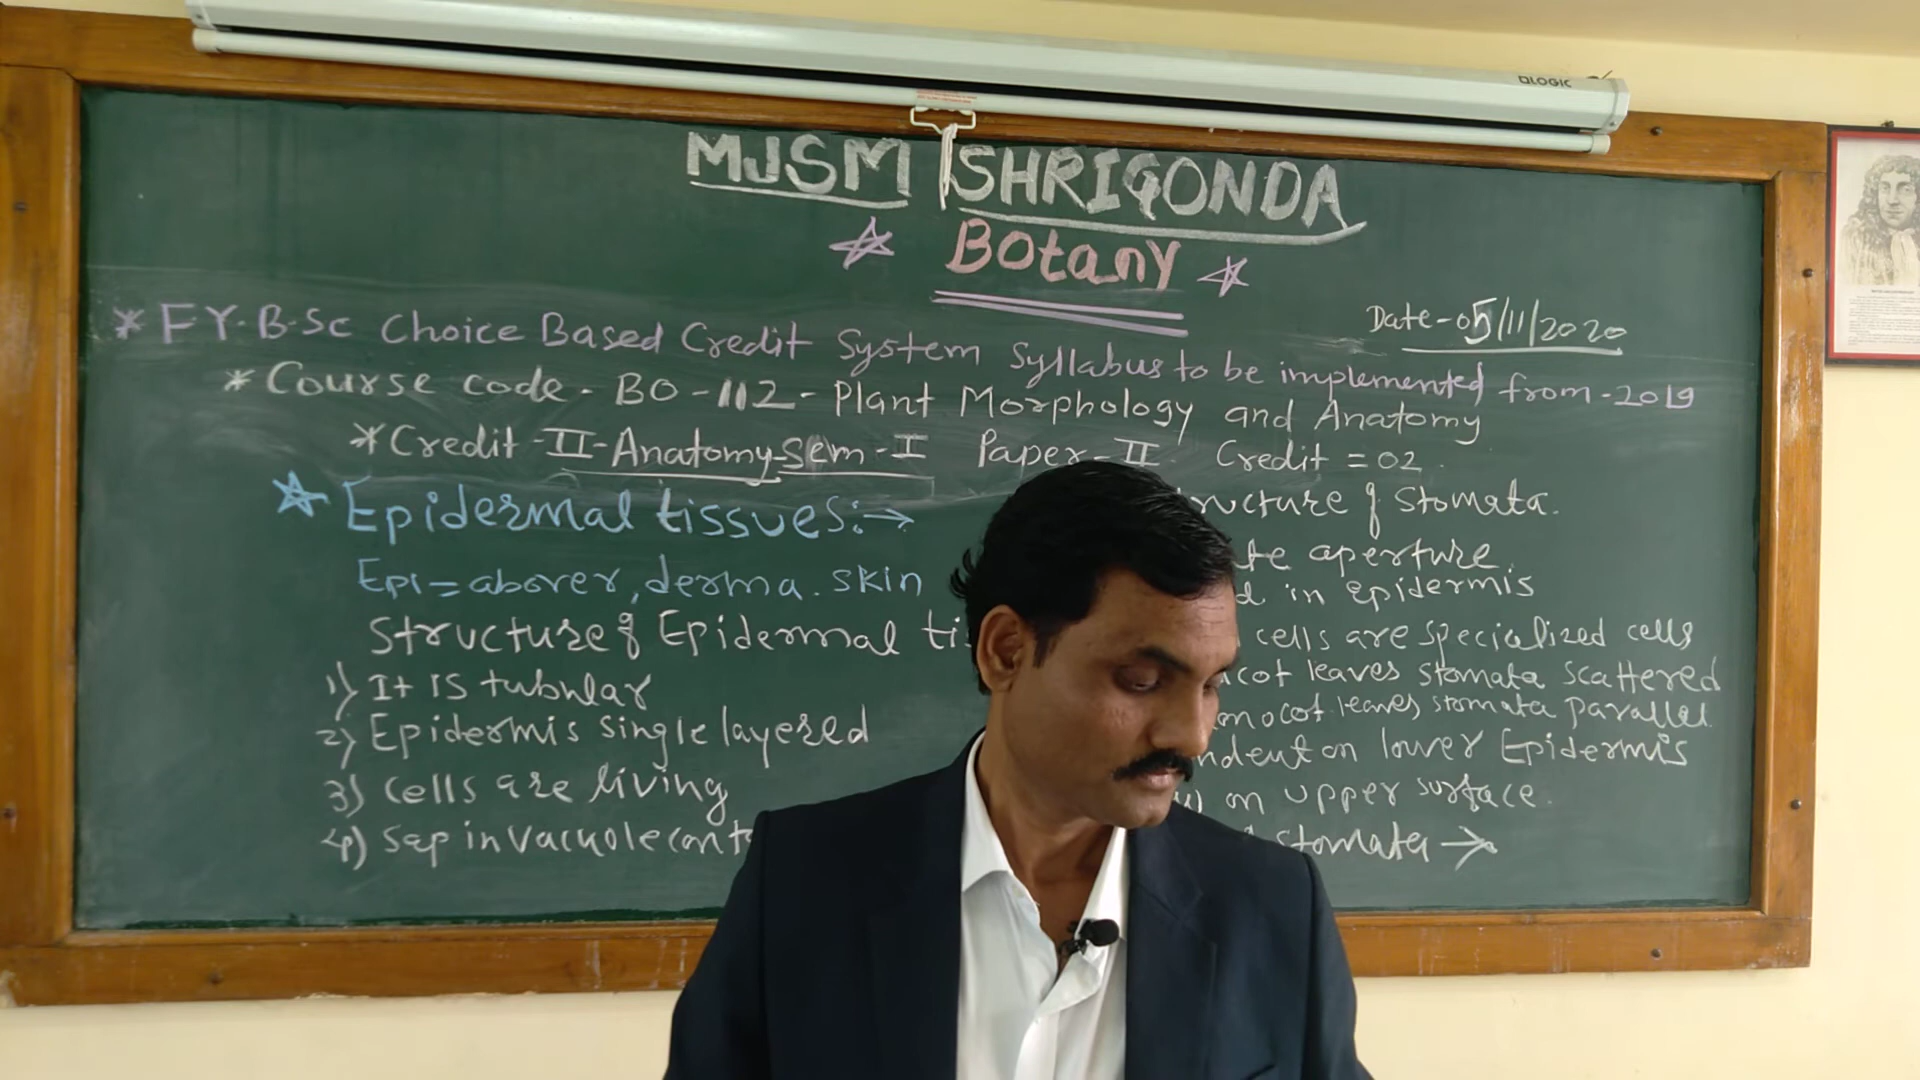 QLOGIC
MJSM SHRIGONDA
Botany
Date-05/11/2020
* F.Y.B.Sc Choice Based Credit System Syllabus to be implemented from-2019
* Course code - BO-112- Plant Morphology and Anatomy
* Credit-II-Anatomy-Sem-I Paper-II Credit = 02
Epidermal tissues:→
Epi=abover, derma. skin
Structure of Epidermal
1) It is tubular
2) Epidermis single layered
3) Cells are living
4) Sap in Vacuole
of Stomata.
aperture.
in epidermis
cells are specialized cells
leaves stomata scattered
leaves stomata parallel
on lower Epidermis
on upper surface.
stomata →